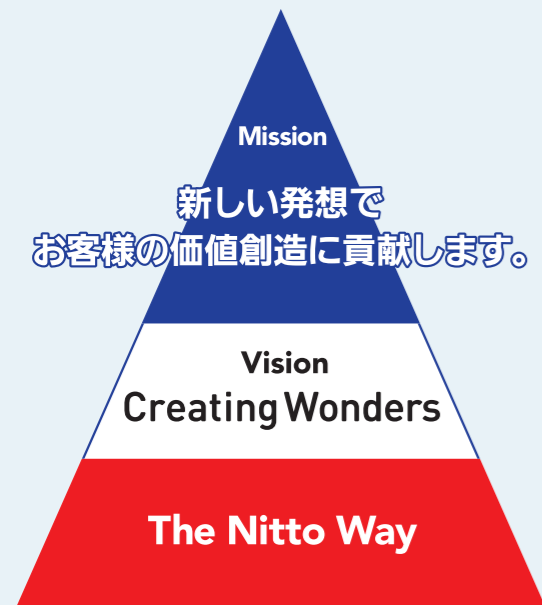 Mission
新しい発想で
お客様の価値創造に貢献します。
Vision
Creating Wonders
The Nitto Way